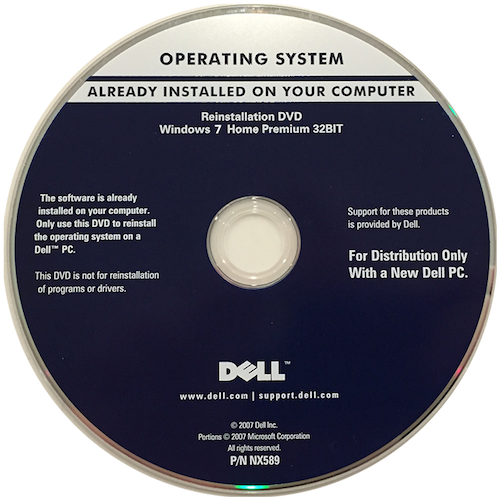 OPERATING SYSTEM
ALREADY INSTALLED ON YOUR COMPUTER
Reinstallation DVD
Windows 7 Home Premium 32BIT
The software is already
installed on your computer.
Only use this DVD to reinstall
the operating system on a
Dell™ PC.
This DVD is not for reinstallation
of programs or drivers.
Support for these products
is provided by Dell.
For Distribution Only
With a New Dell PC.
DELL™
www.dell.com | support.dell.com
© 2007 Dell Inc.
Portions © 2007 Microsoft Corporation
All rights reserved.
P/N NX589